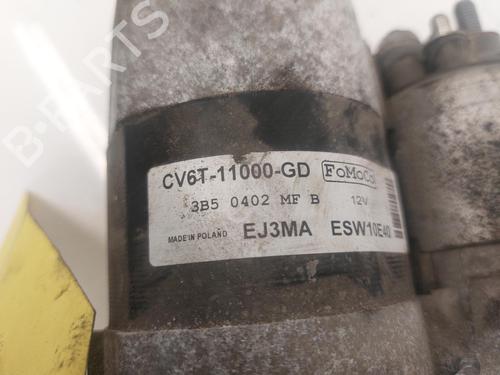 B-PARTS
CV6T-11000-GD FoMoCo
3B5 0402 MF B 12V
MADE IN POLAND EJ3MA ESW10E40